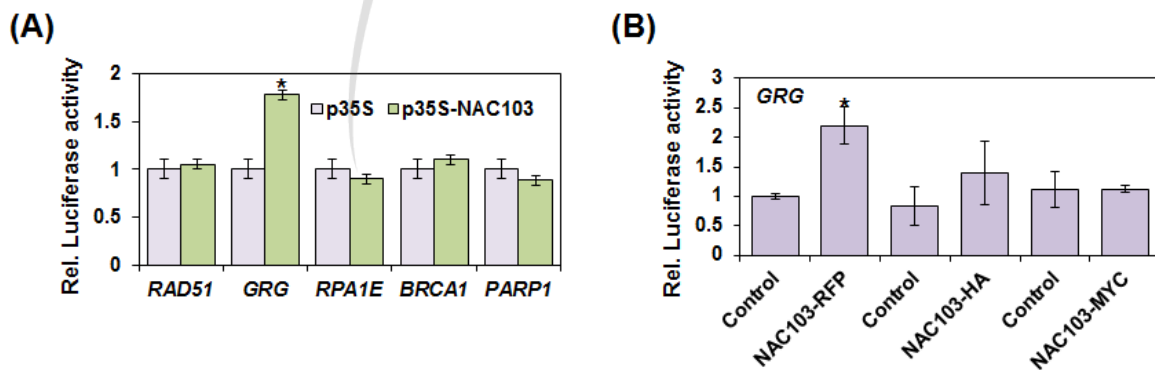 (A)
Rel. Luciferase activity
2
1.5
1
0.5
0
*
p35S
p35S-NAC103
RAD51 GRG RPA1E BRCA1 PARP1
(B)
Rel. Luciferase activity
3
2.5
2
1.5
1
0.5
0
GRG
*
Control
NAC103-RFP
Control
NAC103-HA
Control
NAC103-MYC